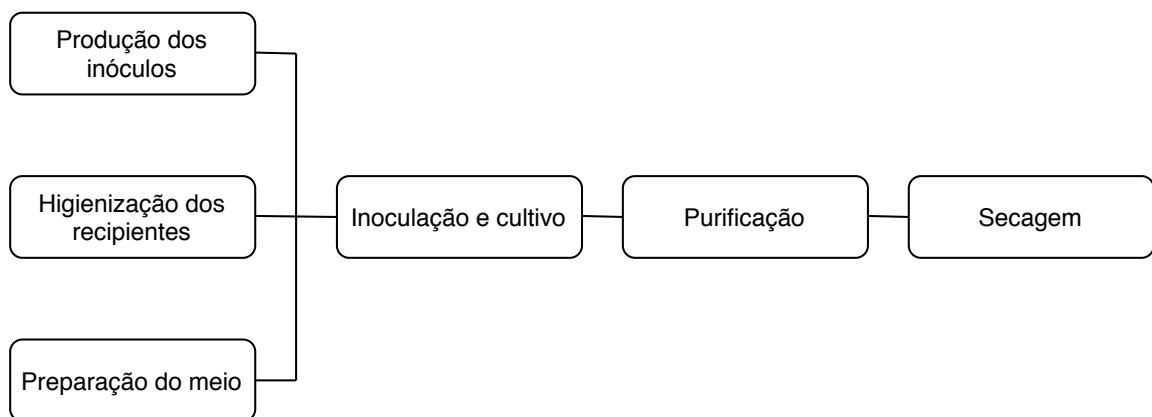 Produção dos
inóculos
Higienização dos
recipientes
Inoculação e cultivo
Purificação
Secagem
Preparação do meio